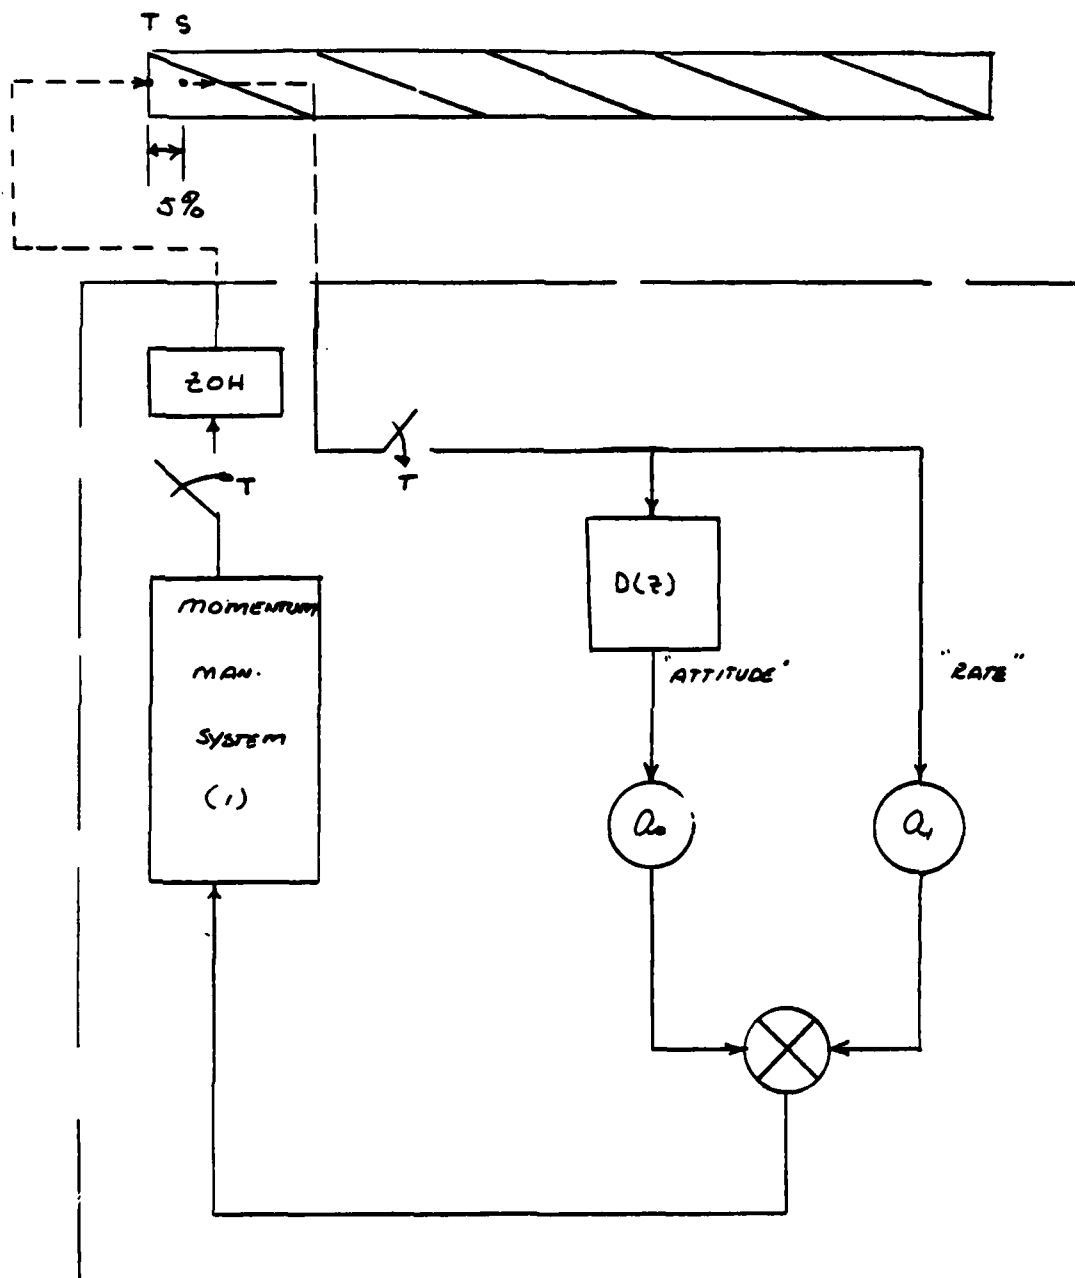 T S
5%
ZOH
T
T
D(z)
MOMENTUM
MAN.
SYSTEM
(1)
"ATTITUDE"
"RATE"
a₀
a₁